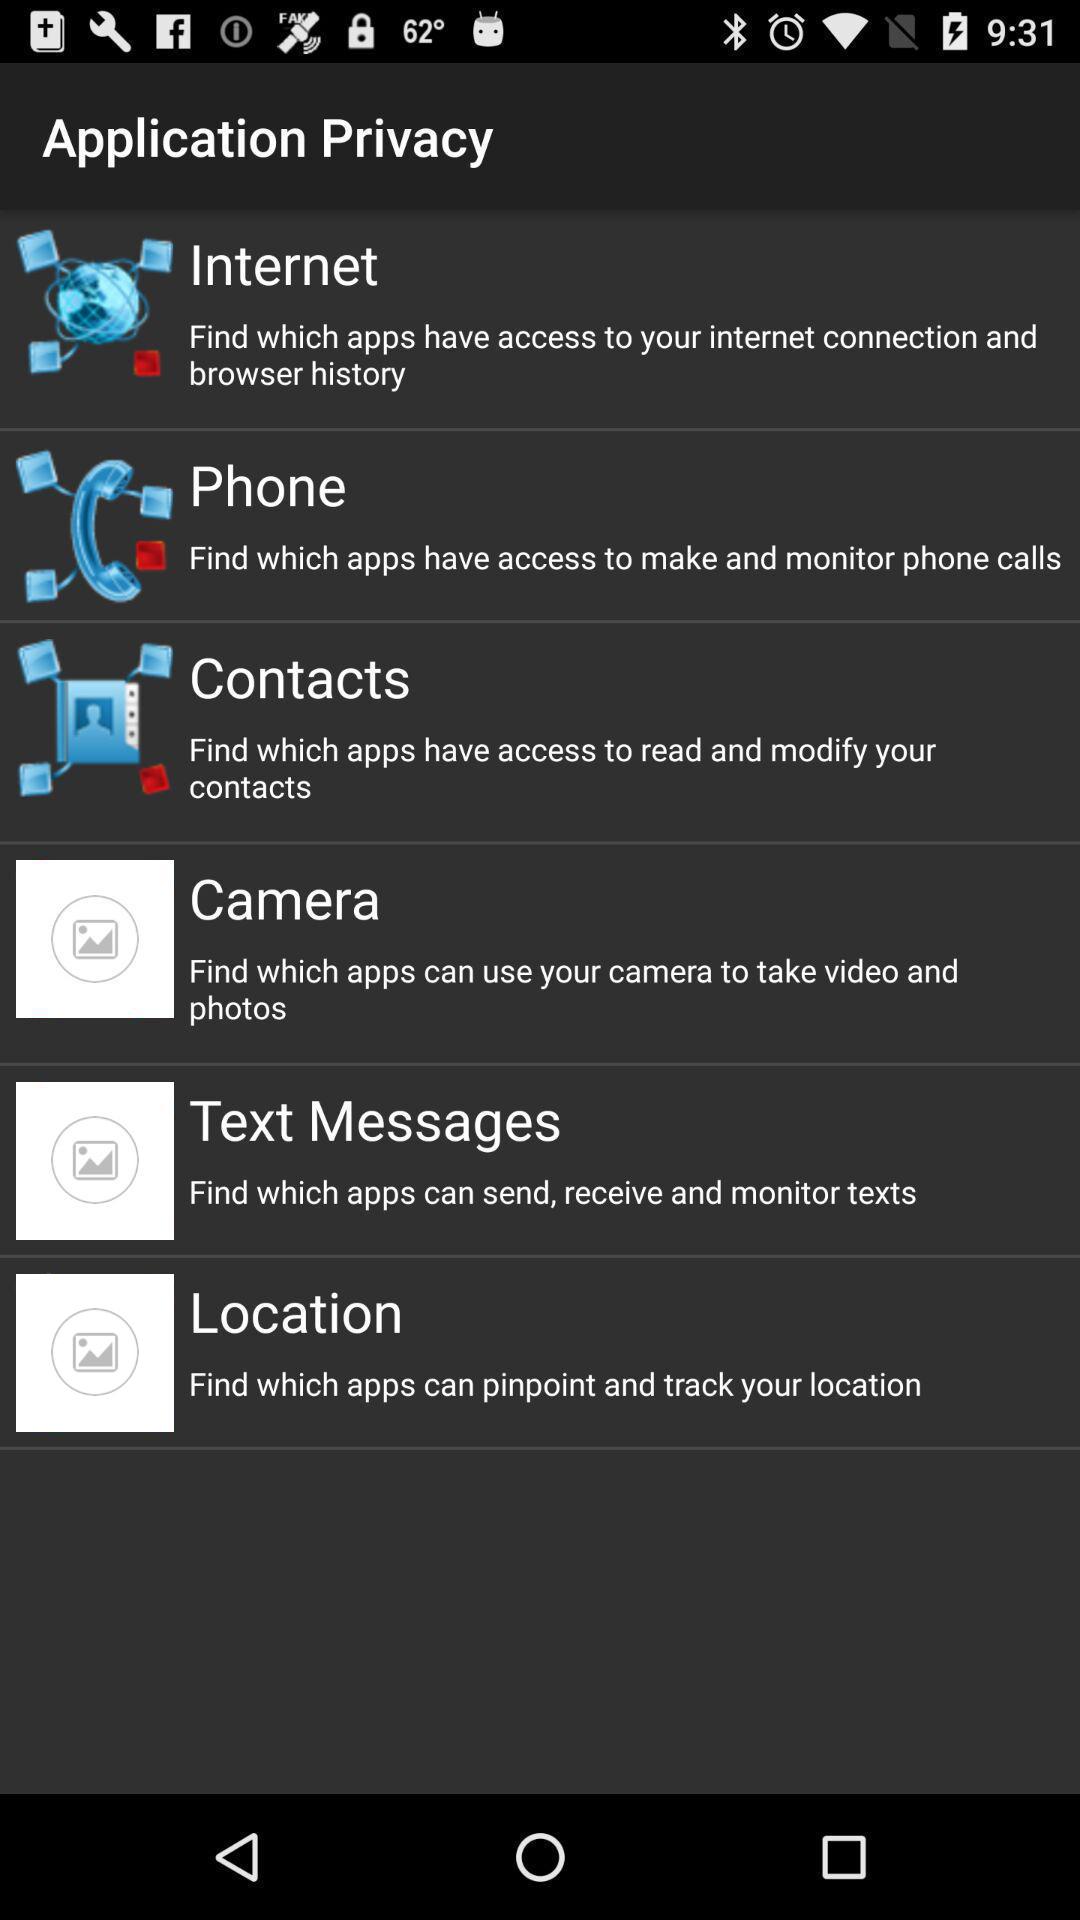 FAKE 62° 9:31
Application Privacy
Internet
Find which apps have access to your internet connection and
browser history
Phone
Find which apps have access to make and monitor phone calls
Contacts
Find which apps have access to read and modify your
contacts
Camera
Find which apps can use your camera to take video and
photos
Text Messages
Find which apps can send, receive and monitor texts
Location
Find which apps can pinpoint and track your location